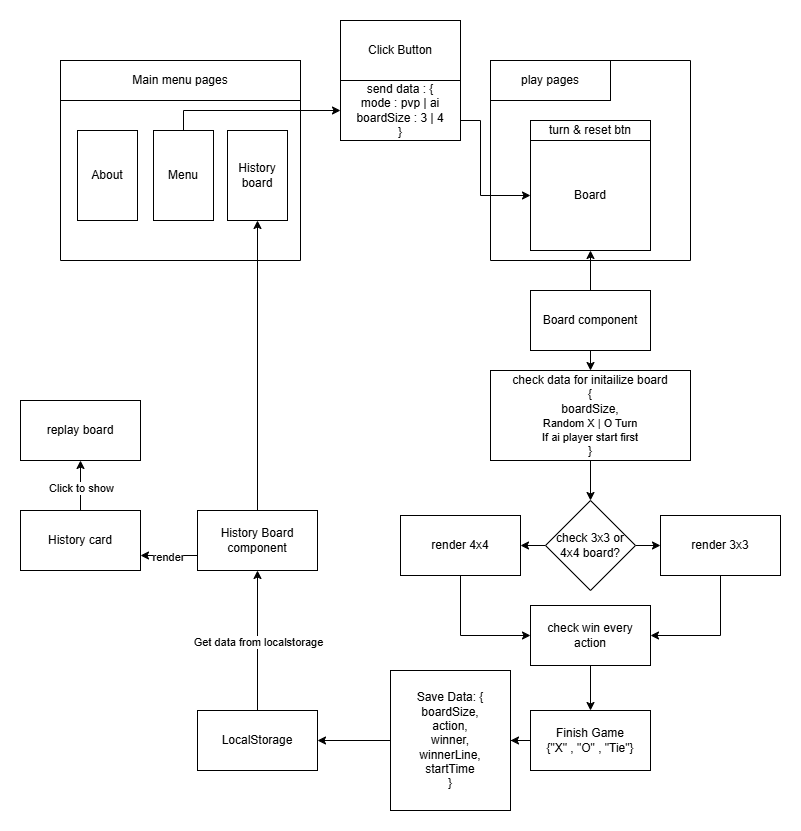 Click Button
send data : {
mode : pvp | ai
boardSize : 3 | 4
}
Main menu pages
About
Menu
History
board
play pages
turn & reset btn
Board
Board component
check data for initailize board
{
boardSize,
Random X | O Turn
If ai player start first
}
check 3x3 or
4x4 board?
render 4x4
render 3x3
check win every
action
Finish Game
{"X" , "O" , "Tie"}
Save Data: {
boardSize,
action,
winner,
winnerLine,
startTime
}
LocalStorage
Get data from localstorage
History Board
component
render
History card
Click to show
replay board